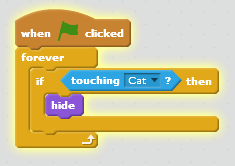 when clicked
forever
if touching Cat ? then
hide